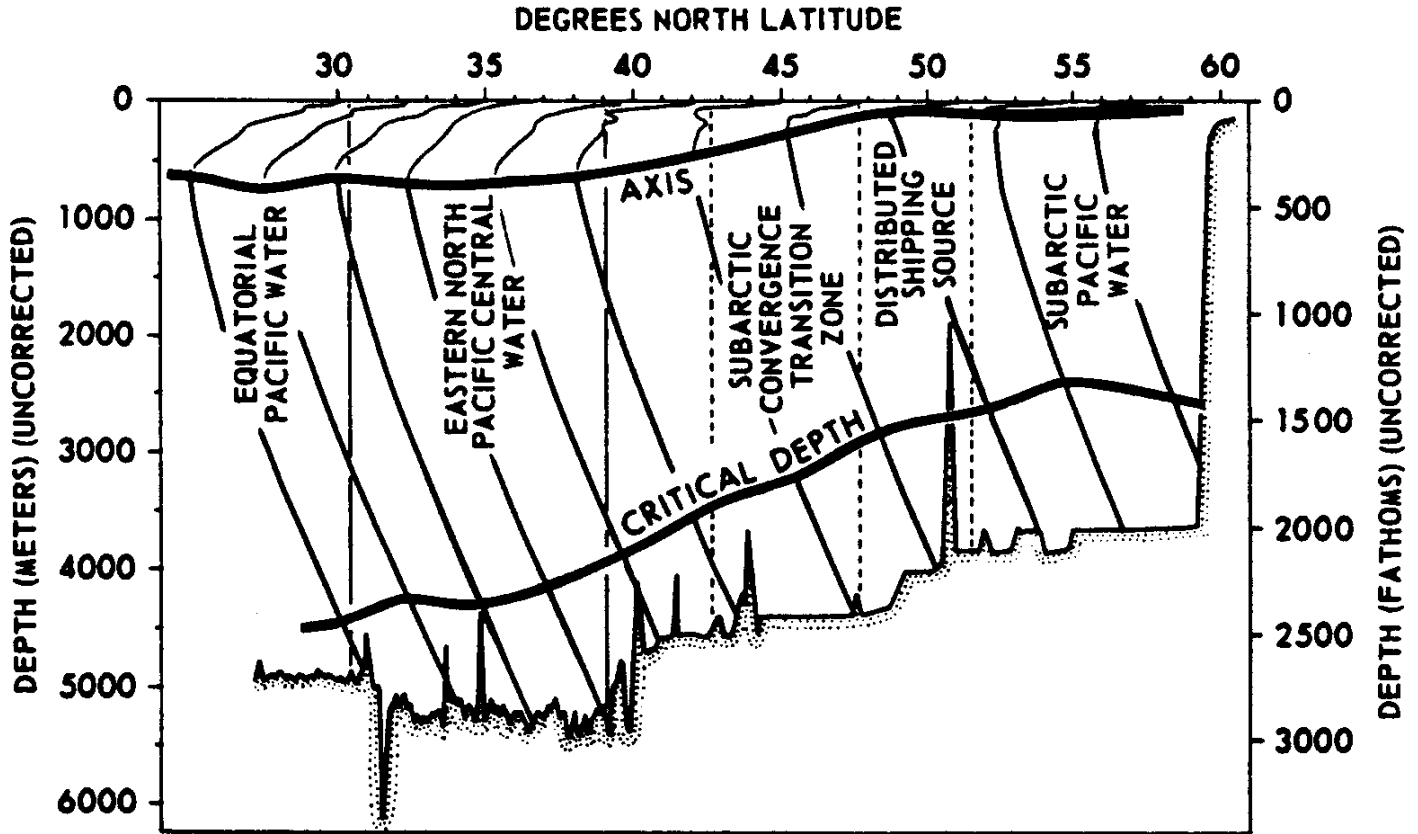 DEGREES NORTH LATITUDE
30 35 40 45 50 55 60
DEPTH (METERS) (UNCORRECTED)
0
1000
2000
3000
4000
5000
6000
AXIS
EQUATORIAL
PACIFIC WATER
EASTERN NORTH
PACIFIC CENTRAL
WATER
SUBARCTIC
CONVERGENCE
TRANSITION
ZONE
DISTRIBUTED
SHIPPING
SOURCE
SUBARCTIC
PACIFIC
WATER
CRITICAL DEPTH
0
500
1000
1500
2000
2500
3000
DEPTH (FATHOMS) (UNCORRECTED)